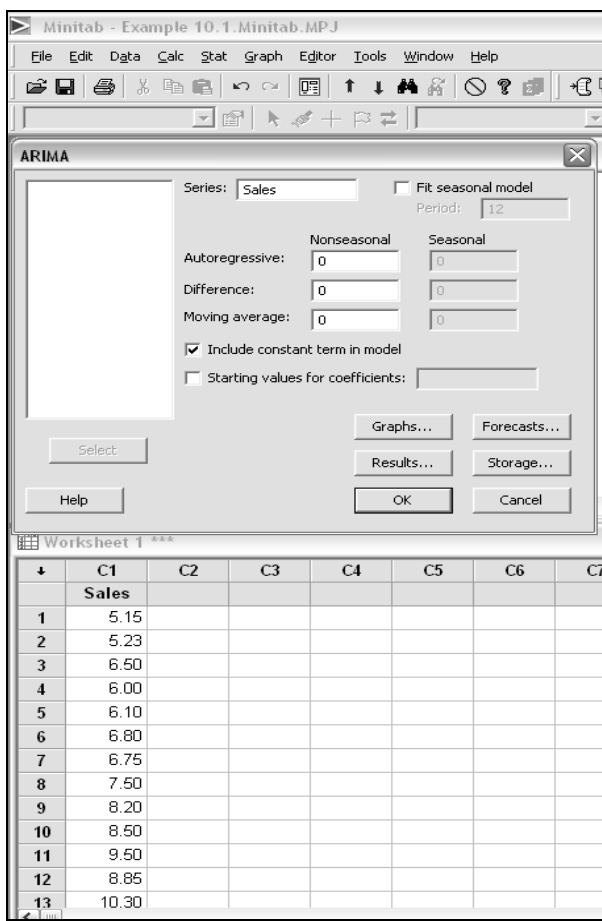 Minitab - Example 10.1.Minitab.MPJ
File Edit Data Calc Stat Graph Editor Tools Window Help
ARIMA
Series: Sales
Fit seasonal model
Period: 12
Nonseasonal Seasonal
Autoregressive: 0 0
Difference: 0 0
Moving average: 0 0
Include constant term in model
Starting values for coefficients:
Select
Graphs... Forecasts...
Results... Storage...
Help OK Cancel
Worksheet 1 ***
C1 C2 C3 C4 C5 C6 C7
Sales
1 5.15
2 5.23
3 6.50
4 6.00
5 6.10
6 6.80
7 6.75
8 7.50
9 8.20
10 8.50
11 9.50
12 8.85
13 10.30